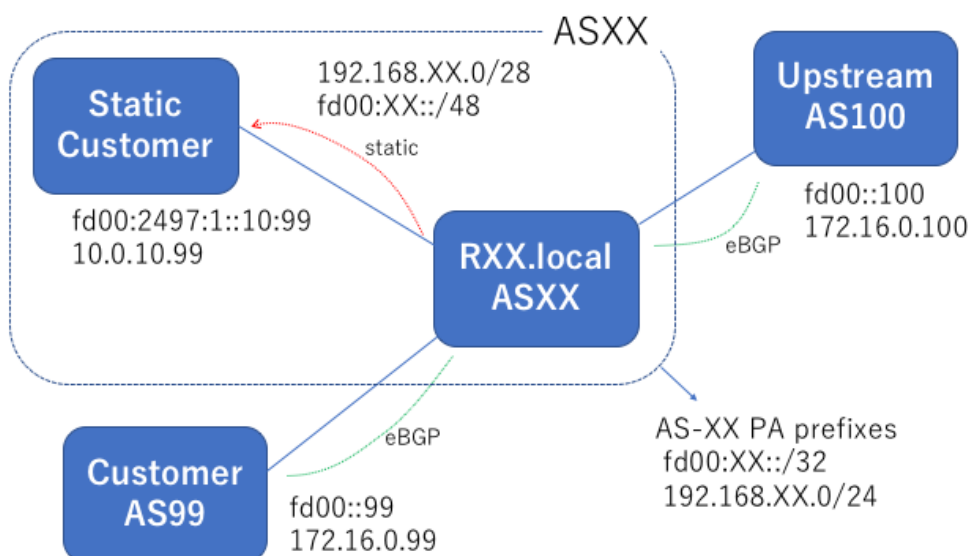 ASXX
Static
Customer
192.168.XX.0/28
fd00:XX::/48
static
Upstream
AS100
fd00:2497:1::10:99
10.0.10.99
RXX.local
ASXX
eBGP
fd00::100
172.16.0.100
eBGP
Customer
AS99
fd00::99
172.16.0.99
AS-XX PA prefixes
fd00:XX::/32
192.168.XX.0/24